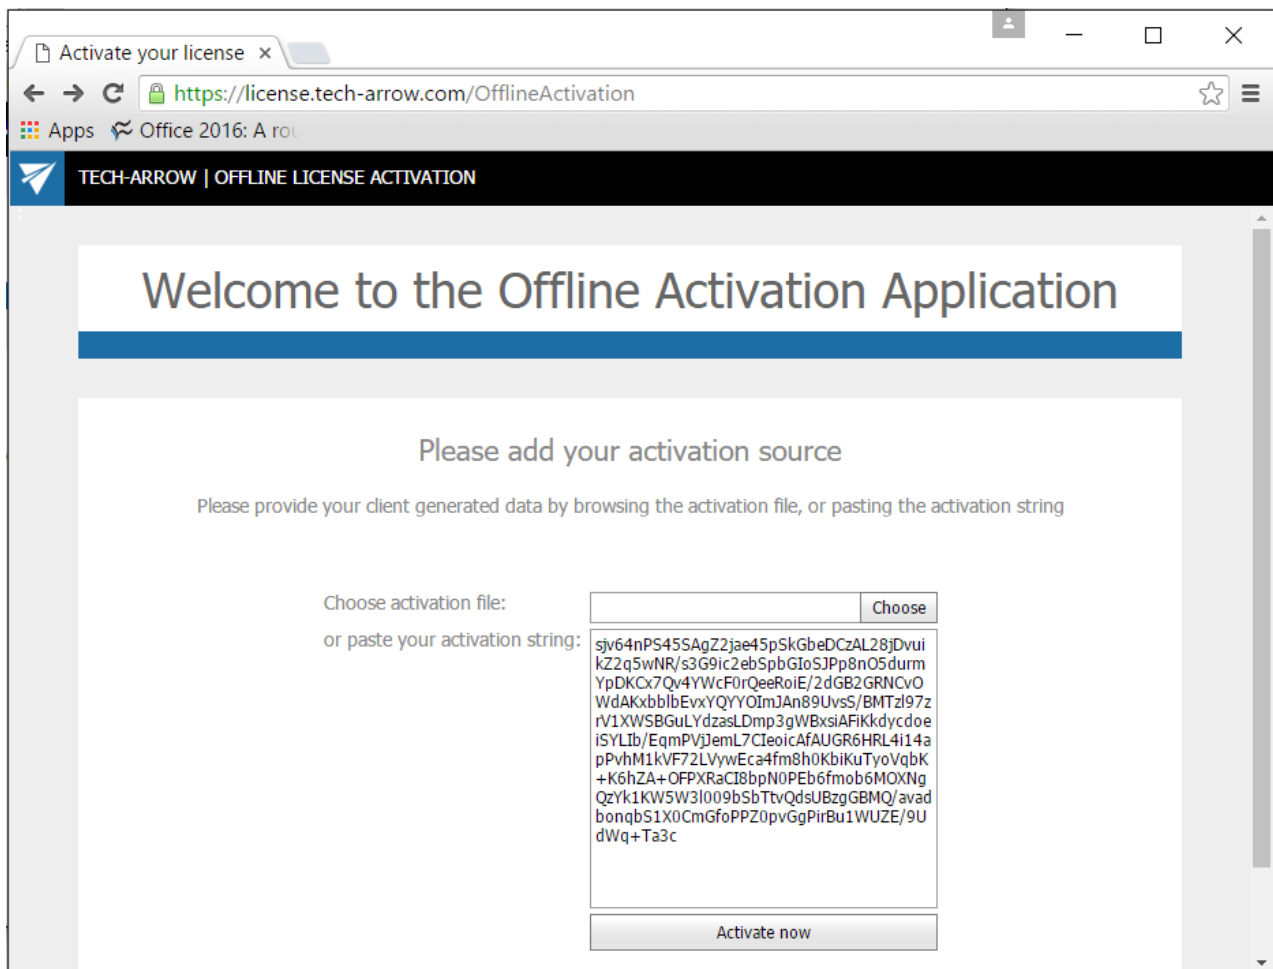 Activate your license
https://license.tech-arrow.com/OfflineActivation
Apps Office 2016: A rou
TECH-ARROW | OFFLINE LICENSE ACTIVATION
Welcome to the Offline Activation Application
Please add your activation source
Please provide your client generated data by browsing the activation file, or pasting the activation string
Choose activation file: Choose
or paste your activation string:
sjv64nPS45SAgZ2jae45pSkGbeDCzAL28jDvui
kZ2q5wNR/s3G9ic2ebSpbGIoSJPp8nO5durm
YpDKCx7Qv4YWcF0rQeeRoiE/2dGB2GRNCvO
WdAKxbblbEvxYQYYOImJAn89UvsS/BMTzl97z
rV1XWSBGuLYdzasLDmp3gWBxsiAFiKkdycdoe
iSYLIb/EqmPVjJemL7CIeoicAfAUGR6HRL4i14a
pPvhM1kVF72LVywEca4fm8h0KbiKuTyoVqbK
+K6hZA+OFPXRaCI8bpN0PEb6fmob6MOXNg
QzYk1KW5W3l009bSbTtvQdsUBzgGBMQ/avad
bonqbS1X0CmGfoPPZ0pvGgPirBu1WUZE/9U
dWq+Ta3c
Activate now